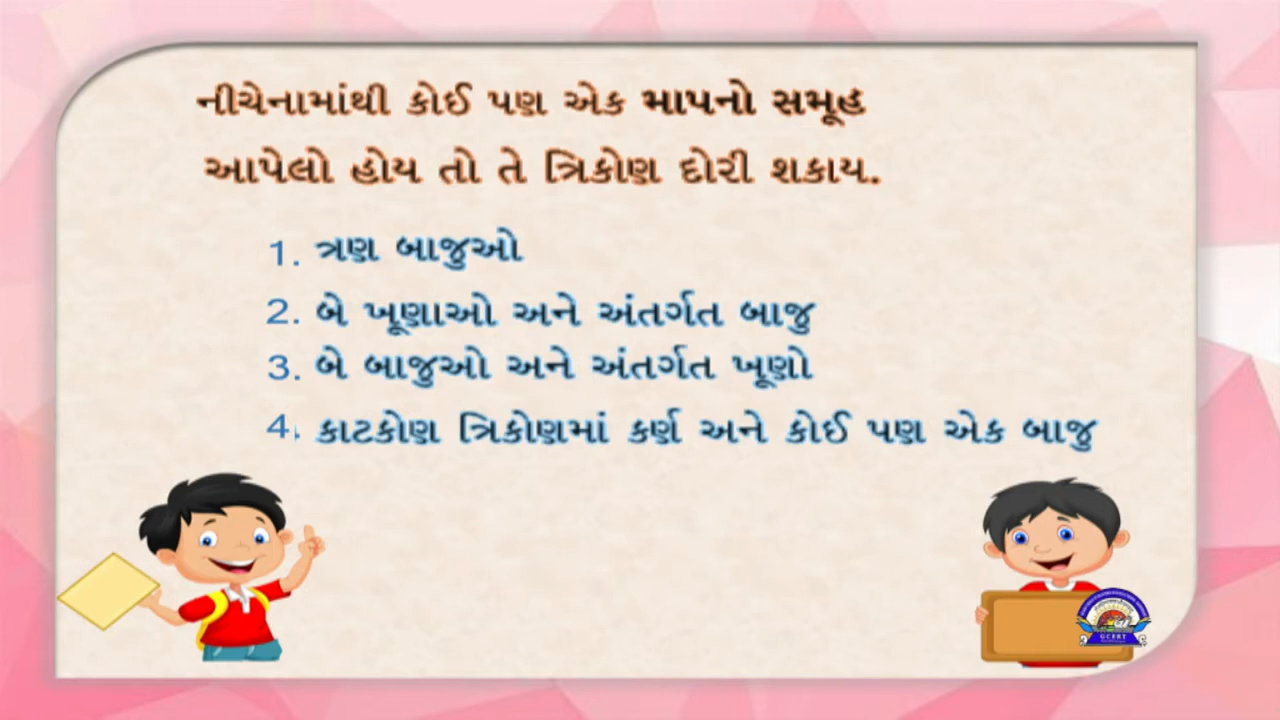 નીચેનામાંથી કોઈ પણ એક માપનો સમૂહ
આપેલો હોય તો તે ત્રિકોણ દોરી શકાય.
1. ત્રણ બાજુઓ
2. બે ખૂણાઓ અને અંતર્ગત બાજુ
3. બે બાજુઓ અને અંતર્ગત ખૂણો
4. કાટકોણ ત્રિકોણમાં કર્ણ અને કોઈ પણ એક બાજુ
GCERT